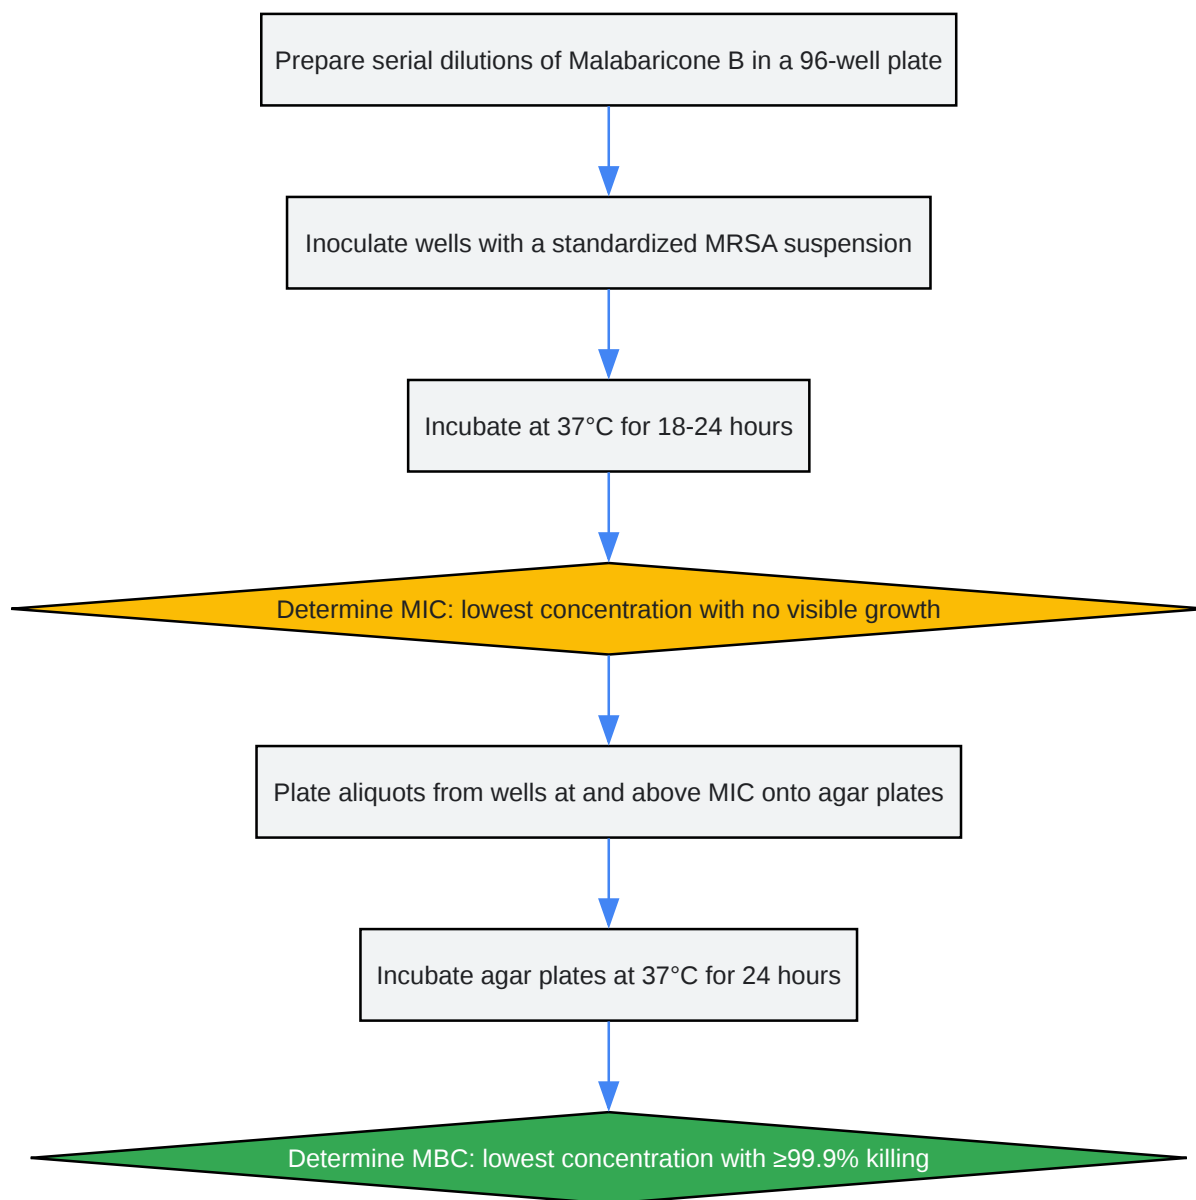 Prepare serial dilutions of Malabaricone B in a 96-well plate
Inoculate wells with a standardized MRSA suspension
Incubate at 37°C for 18-24 hours
Determine MIC: lowest concentration with no visible growth
Plate aliquots from wells at and above MIC onto agar plates
Incubate agar plates at 37°C for 24 hours
Determine MBC: lowest concentration with ≥99.9% killing